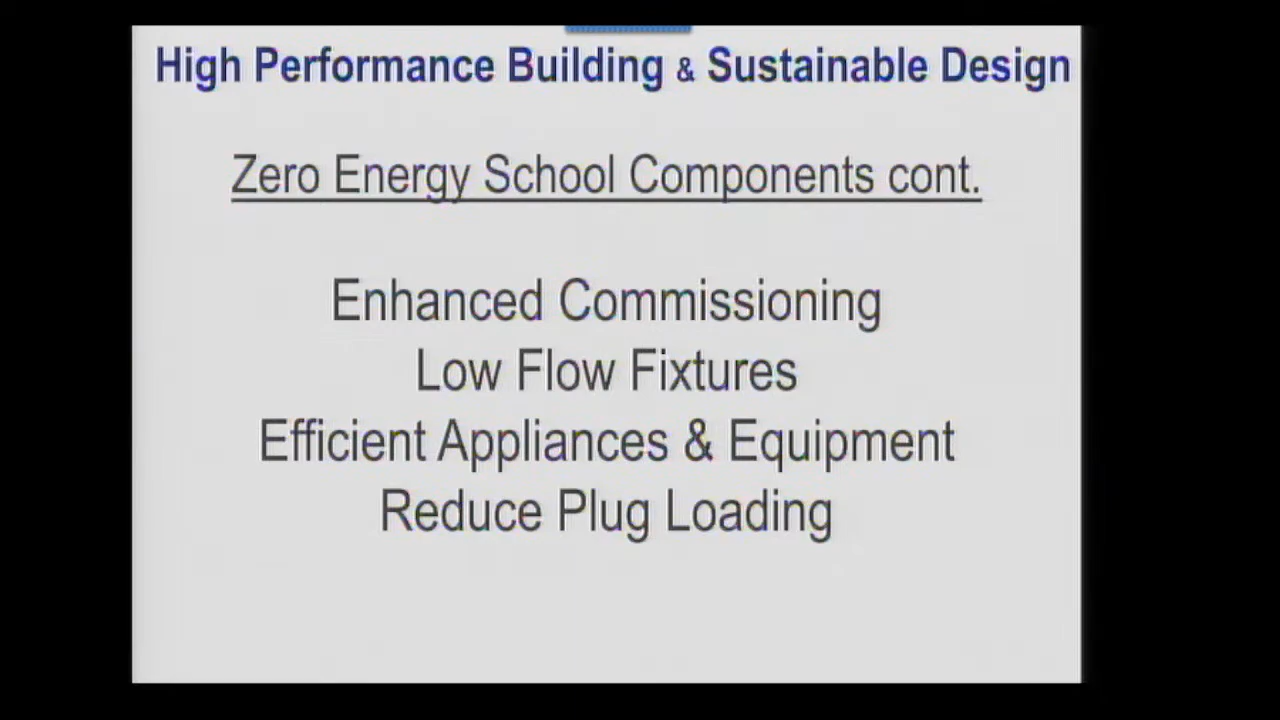 High Performance Building & Sustainable Design
Zero Energy School Components cont.
Enhanced Commissioning
Low Flow Fixtures
Efficient Appliances & Equipment
Reduce Plug Loading